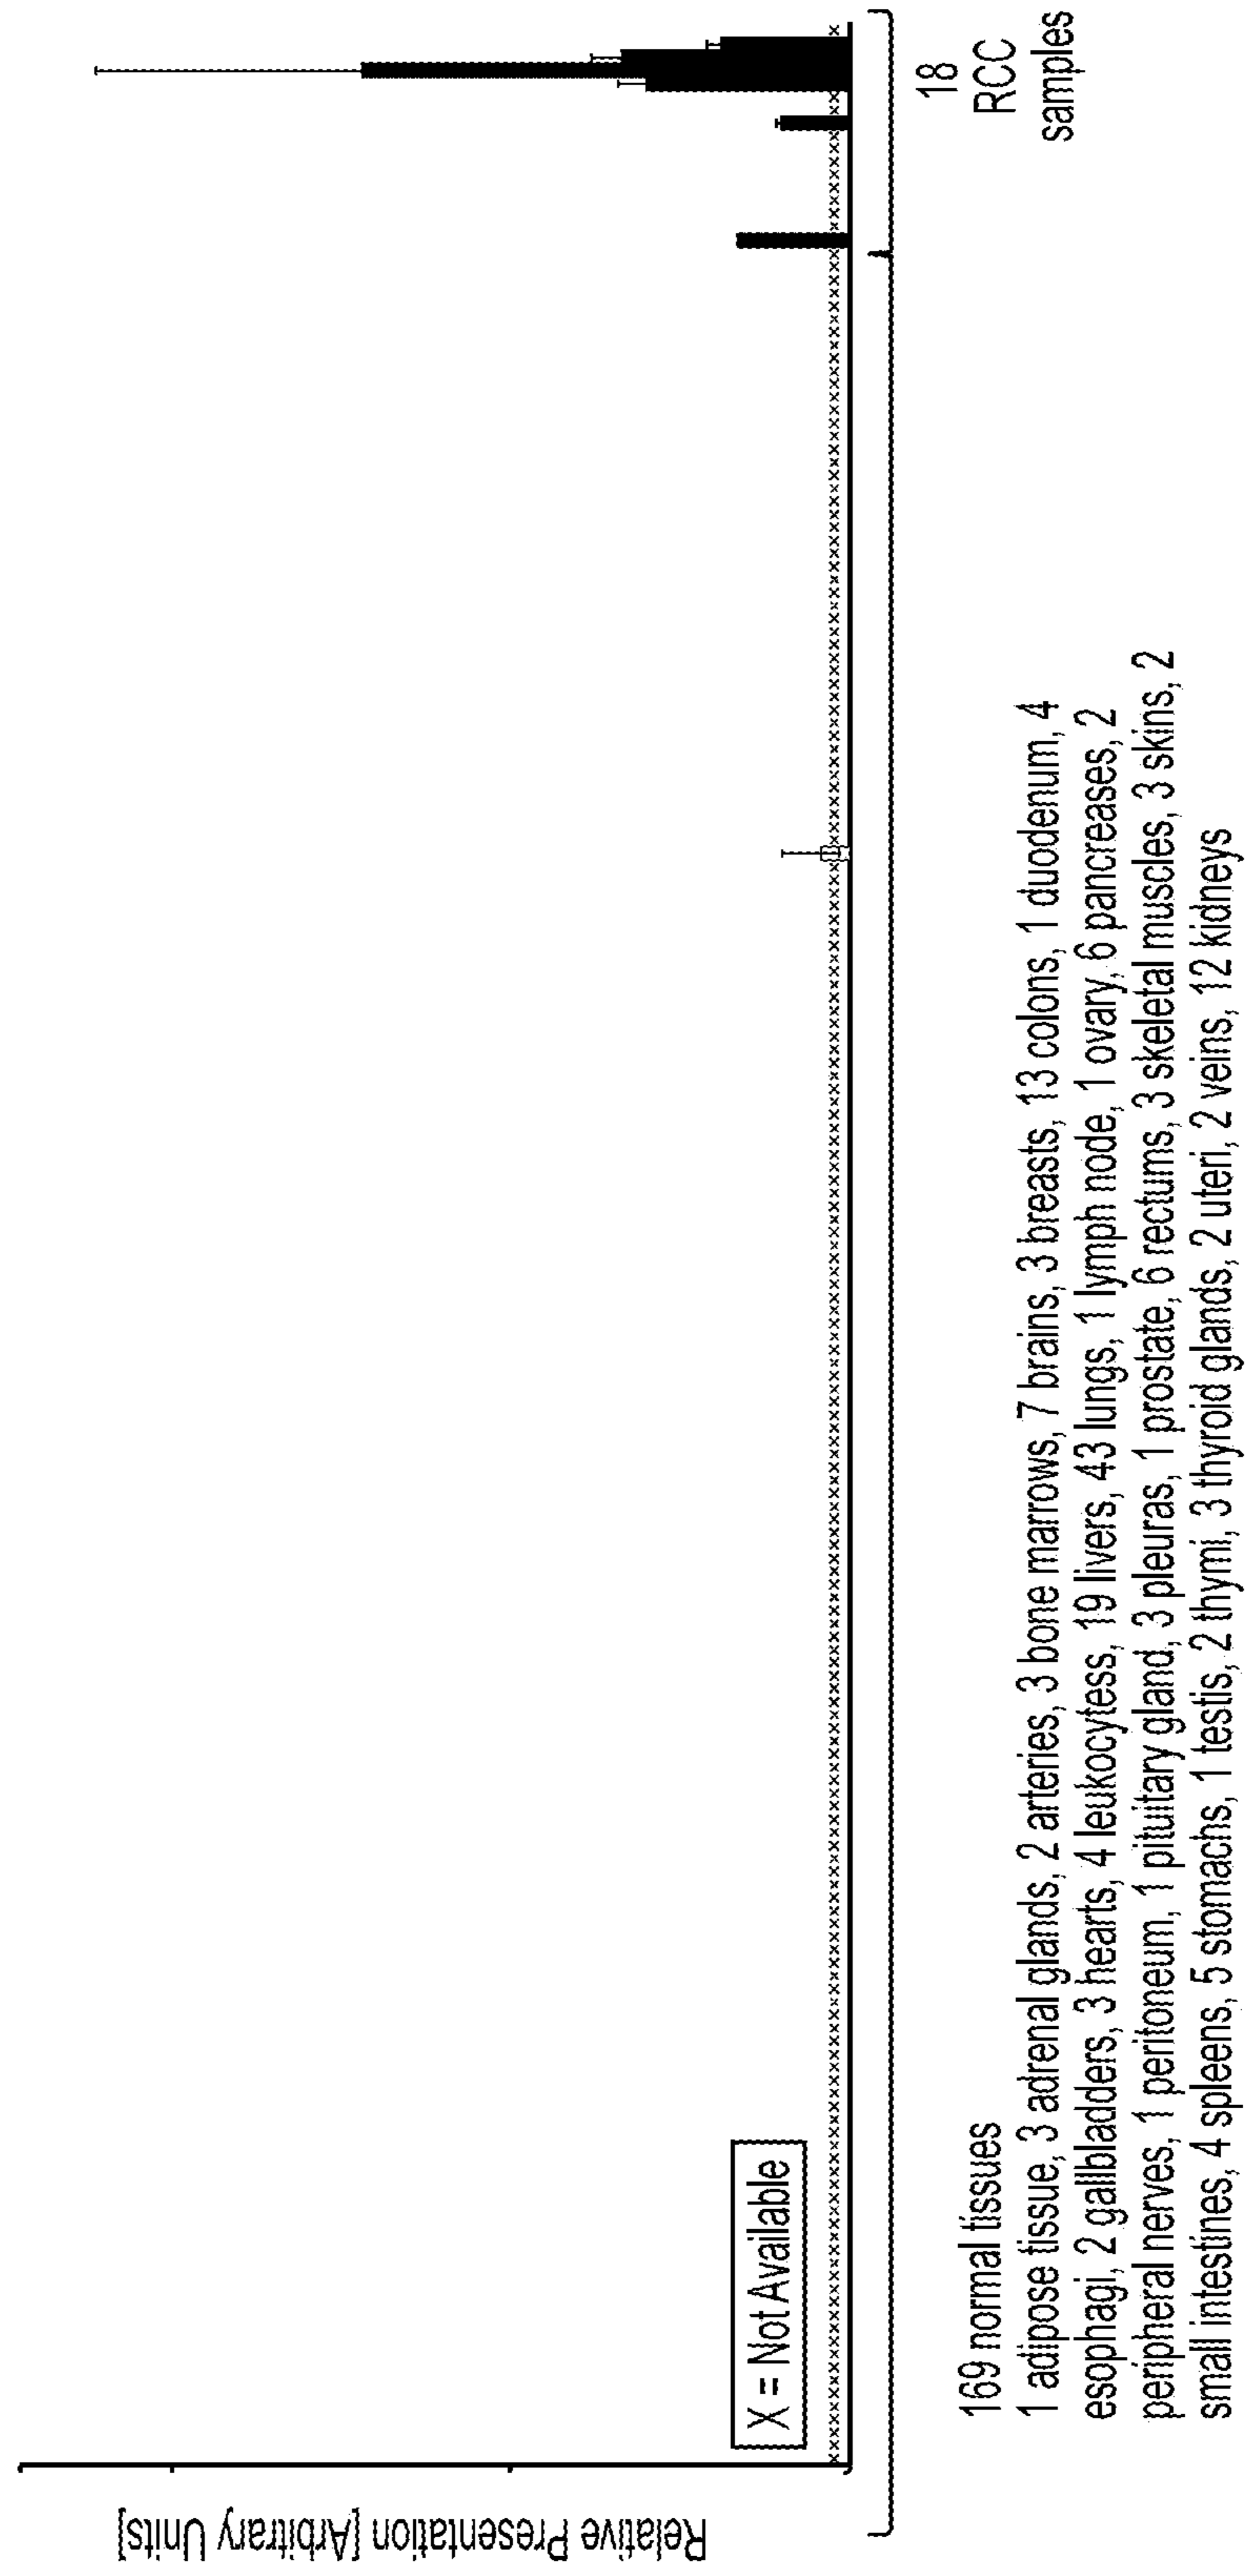 Relative Presentation [Arbitrary Units]
X = Not Available
169 normal tissues
1 adipose tissue, 3 adrenal glands, 2 arteries, 3 bone marrows, 7 brains, 3 breasts, 13 colons, 1 duodenum, 4
esophagi, 2 gallbladders, 3 hearts, 4 leukocytess, 19 livers, 43 lungs, 1 lymph node, 1 ovary, 6 pancreases, 2
peripheral nerves, 1 peritoneum, 1 pituitary gland, 3 pleuras, 1 prostate, 6 rectums, 3 skeletal muscles, 3 skins, 2
small intestines, 4 spleens, 5 stomachs, 1 testis, 2 thymi, 3 thyroid glands, 2 uteri, 2 veins, 12 kidneys
18
RCC
samples